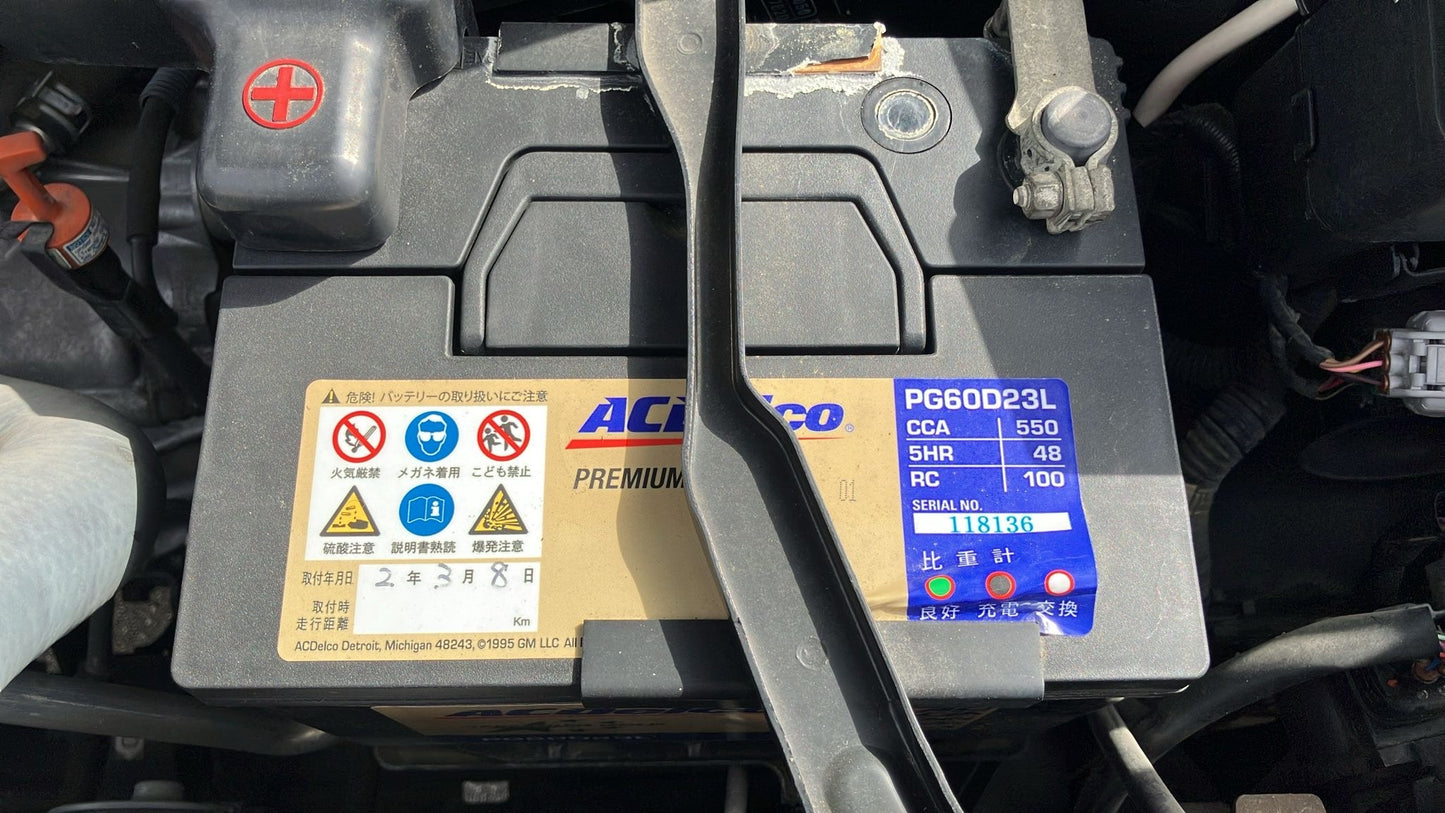 危険! バッテリーの取り扱いにご注意
火気厳禁 メガネ着用 こども禁止
硫酸注意 説明書熟読 爆発注意
取付年月日 2 年 3 月 8 日
取付時
走行距離 Km
ACDelco Detroit, Michigan 48243, ©1995 GM LLC All
ACDelco®
PREMIUM
01
PG60D23L
CCA 550
5HR 48
RC 100
SERIAL NO.
118136
比重計
良好 充電 交換